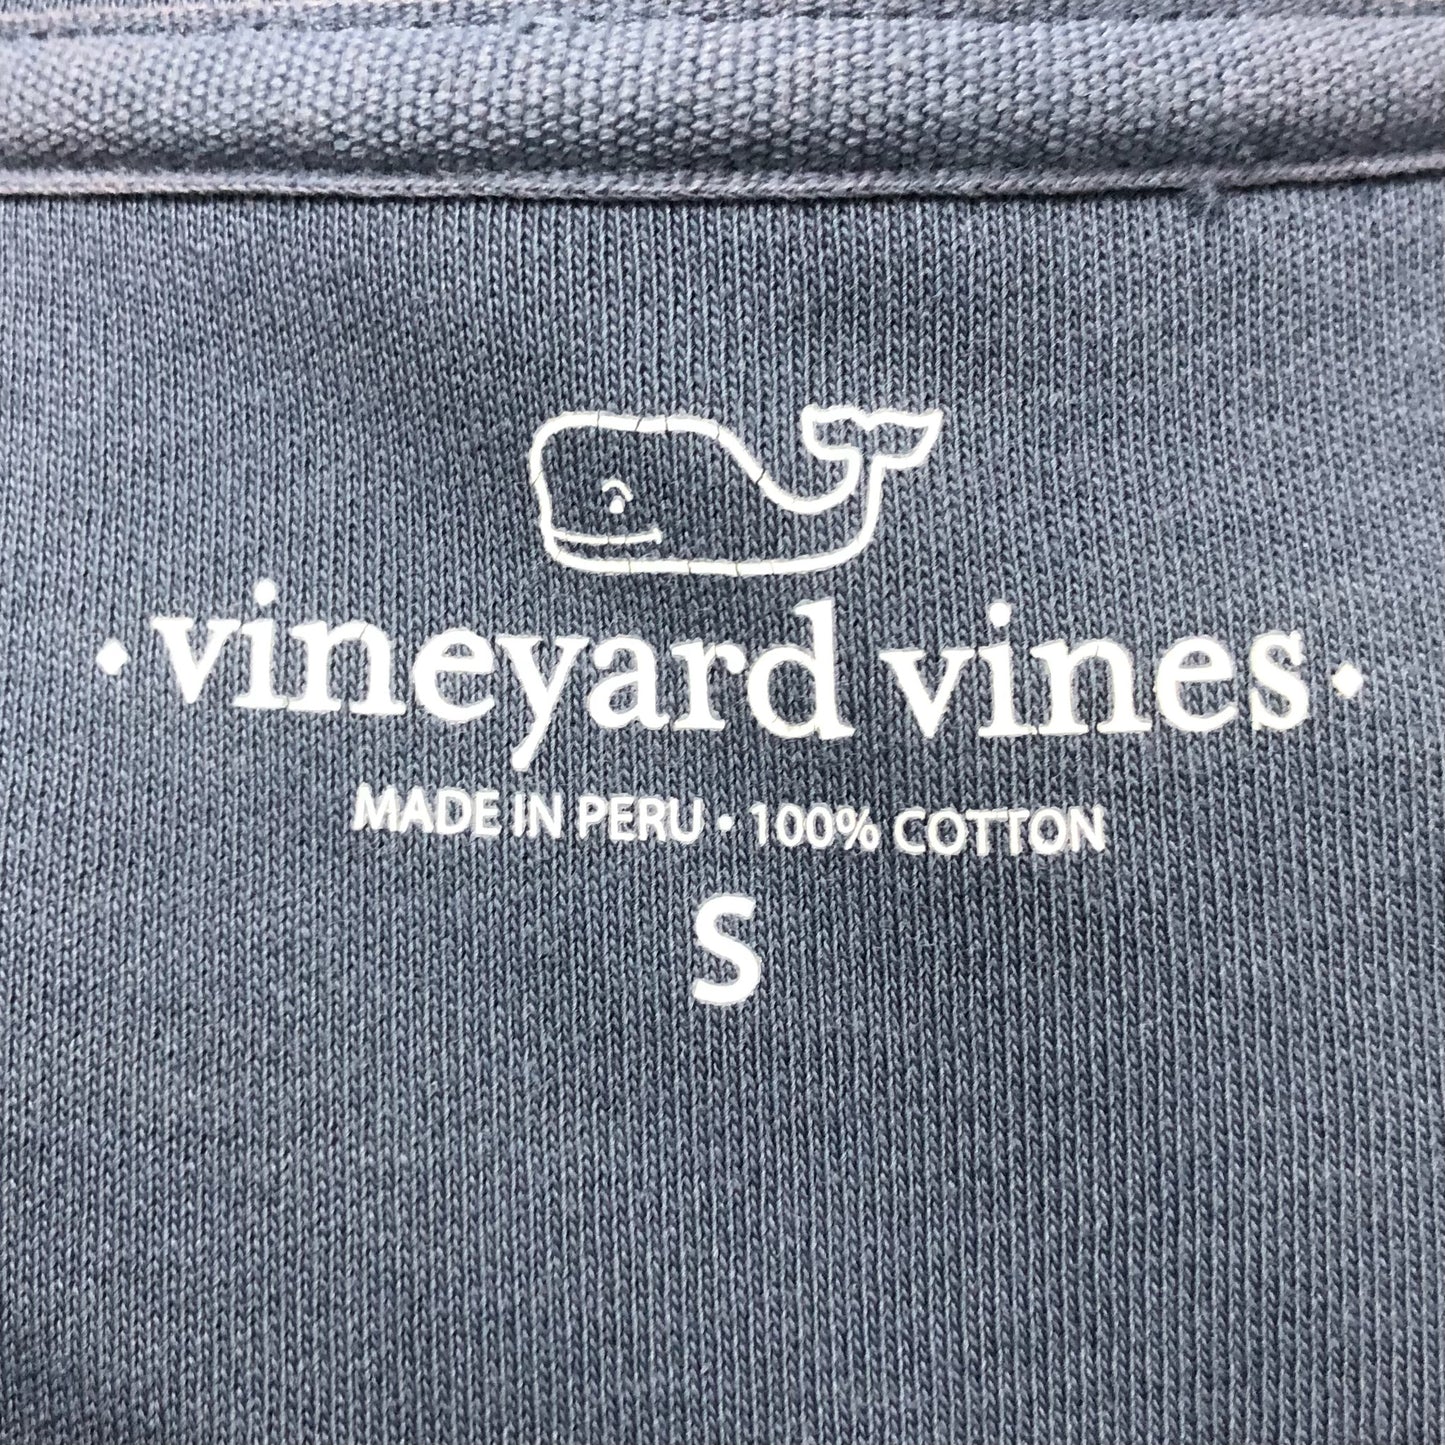 · vineyard vines ·
MADE IN PERU • 100% COTTON
S